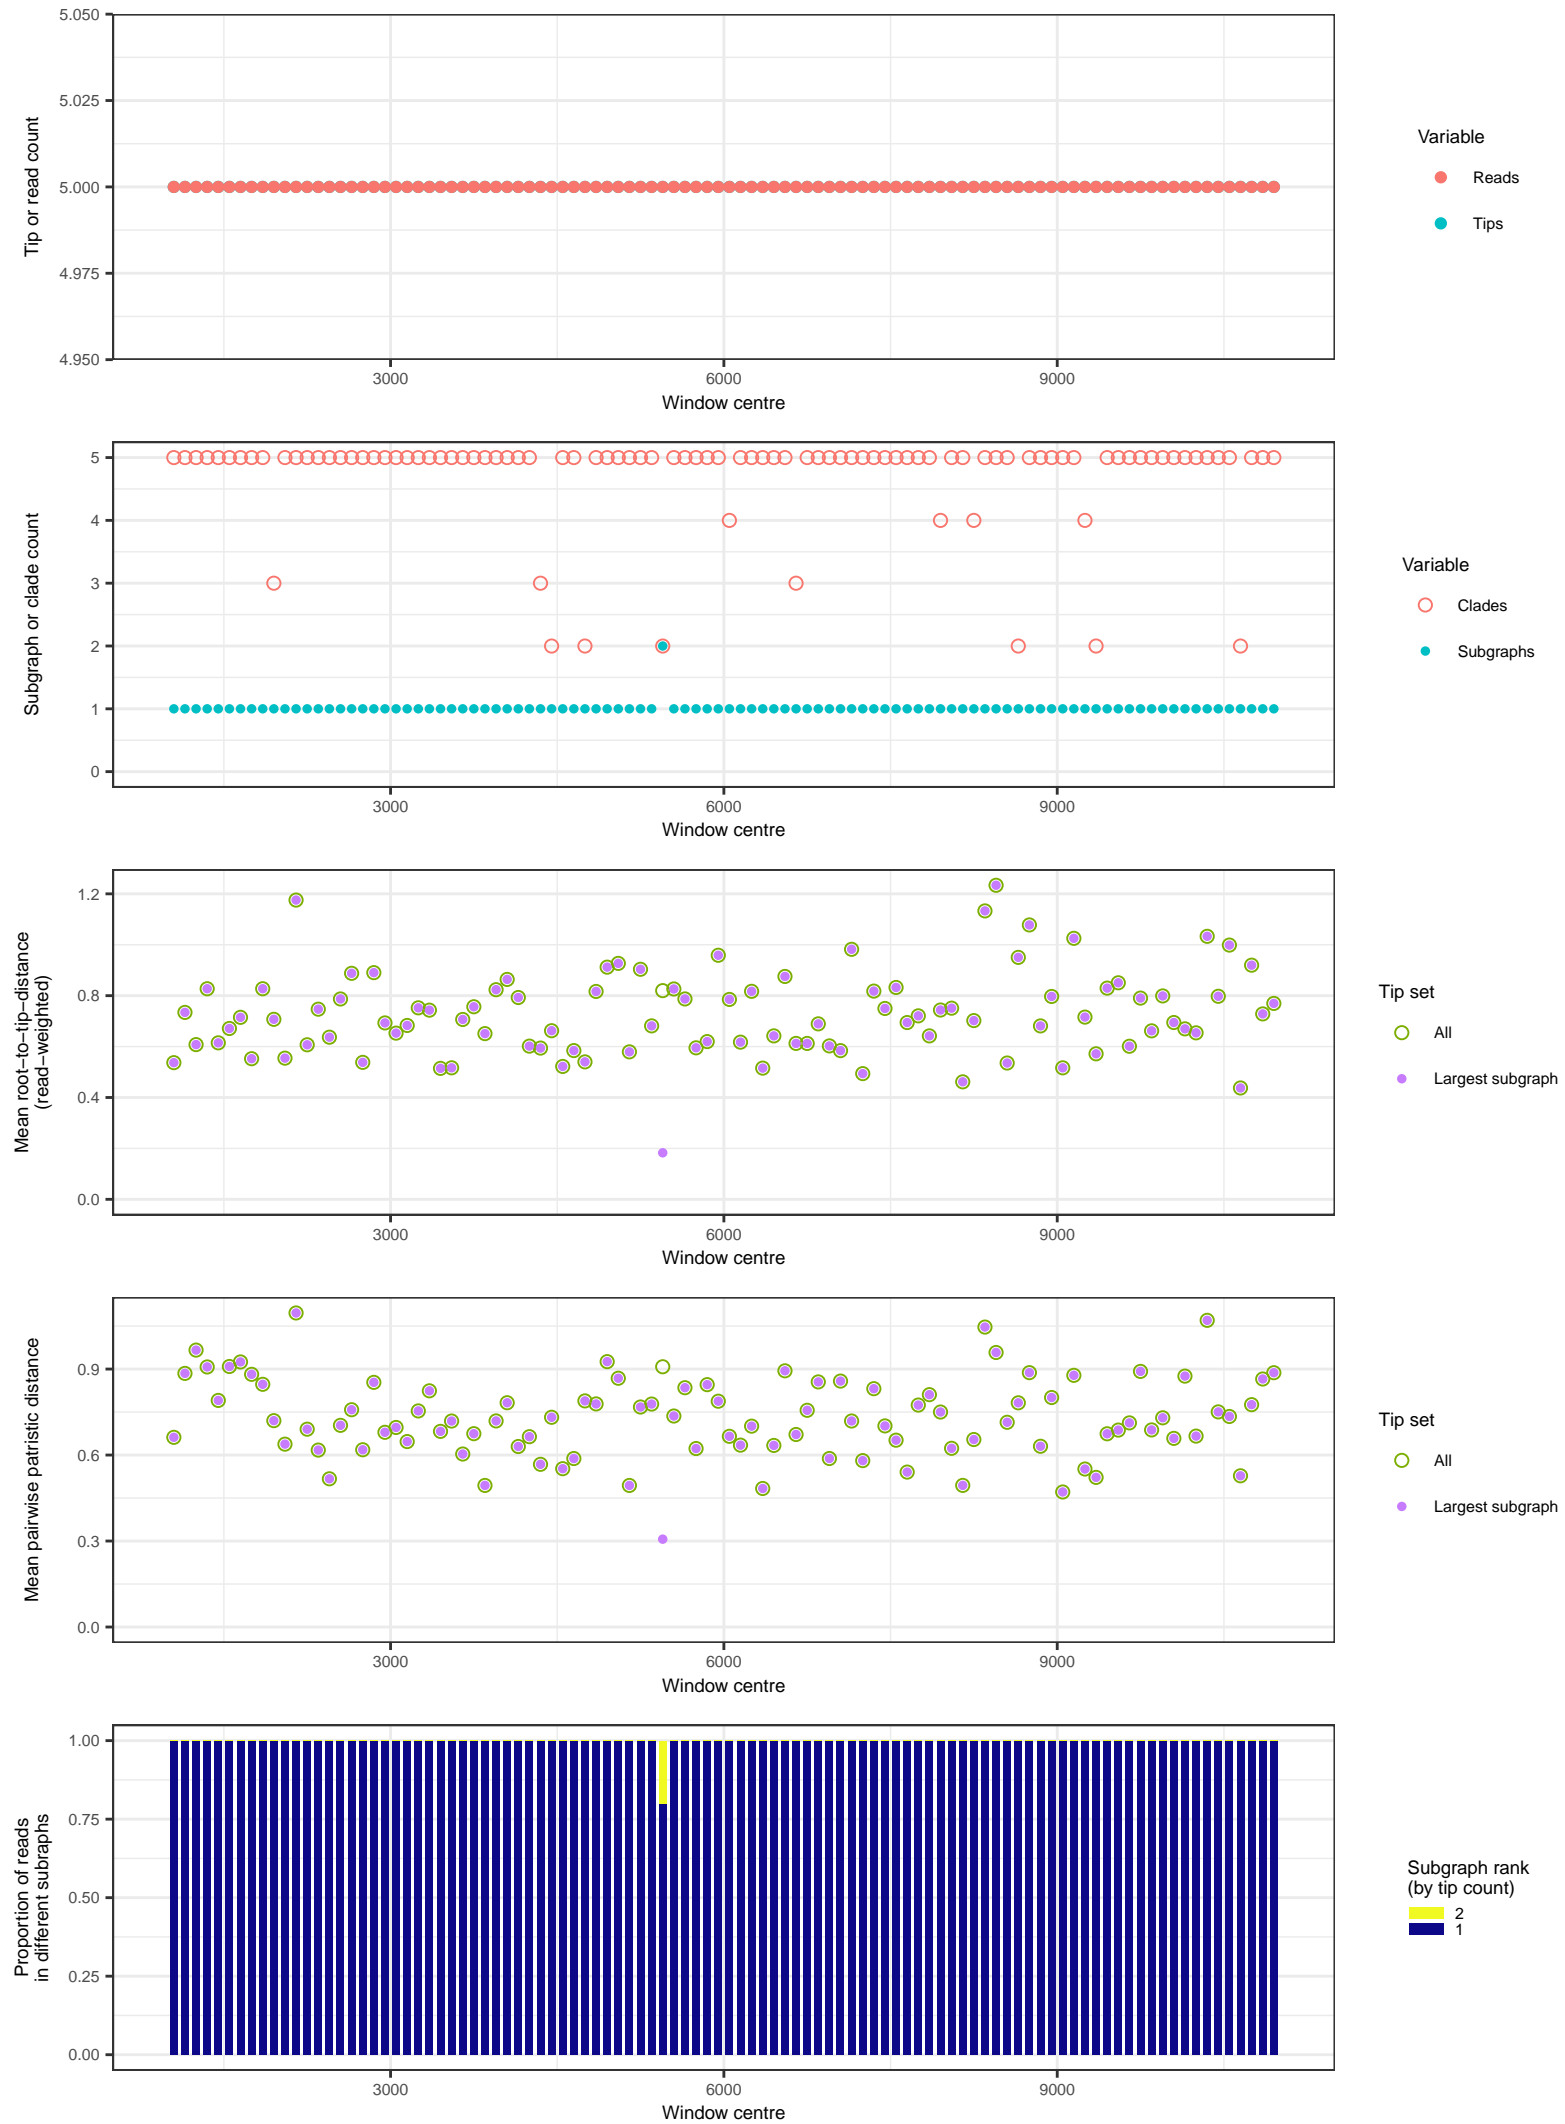 5.050
5.025
5.000
4.975
4.950
Tip or read count
3000
6000
9000
Window centre
Variable
Reads
Tips
5
4
3
2
1
0
Subgraph or clade count
3000
6000
9000
Window centre
Variable
Clades
Subgraphs
1.2
0.8
0.4
0.0
Mean root−to−tip−distance
(read−weighted)
3000
6000
9000
Window centre
Tip set
All
Largest subgraph
0.9
0.6
0.3
0.0
Mean pairwise patristic distance
3000
6000
9000
Window centre
Tip set
All
Largest subgraph
1.00
0.75
0.50
0.25
0.00
Proportion of reads
in different subraphs
3000
6000
9000
Window centre
Subgraph rank
(by tip count)
2
1